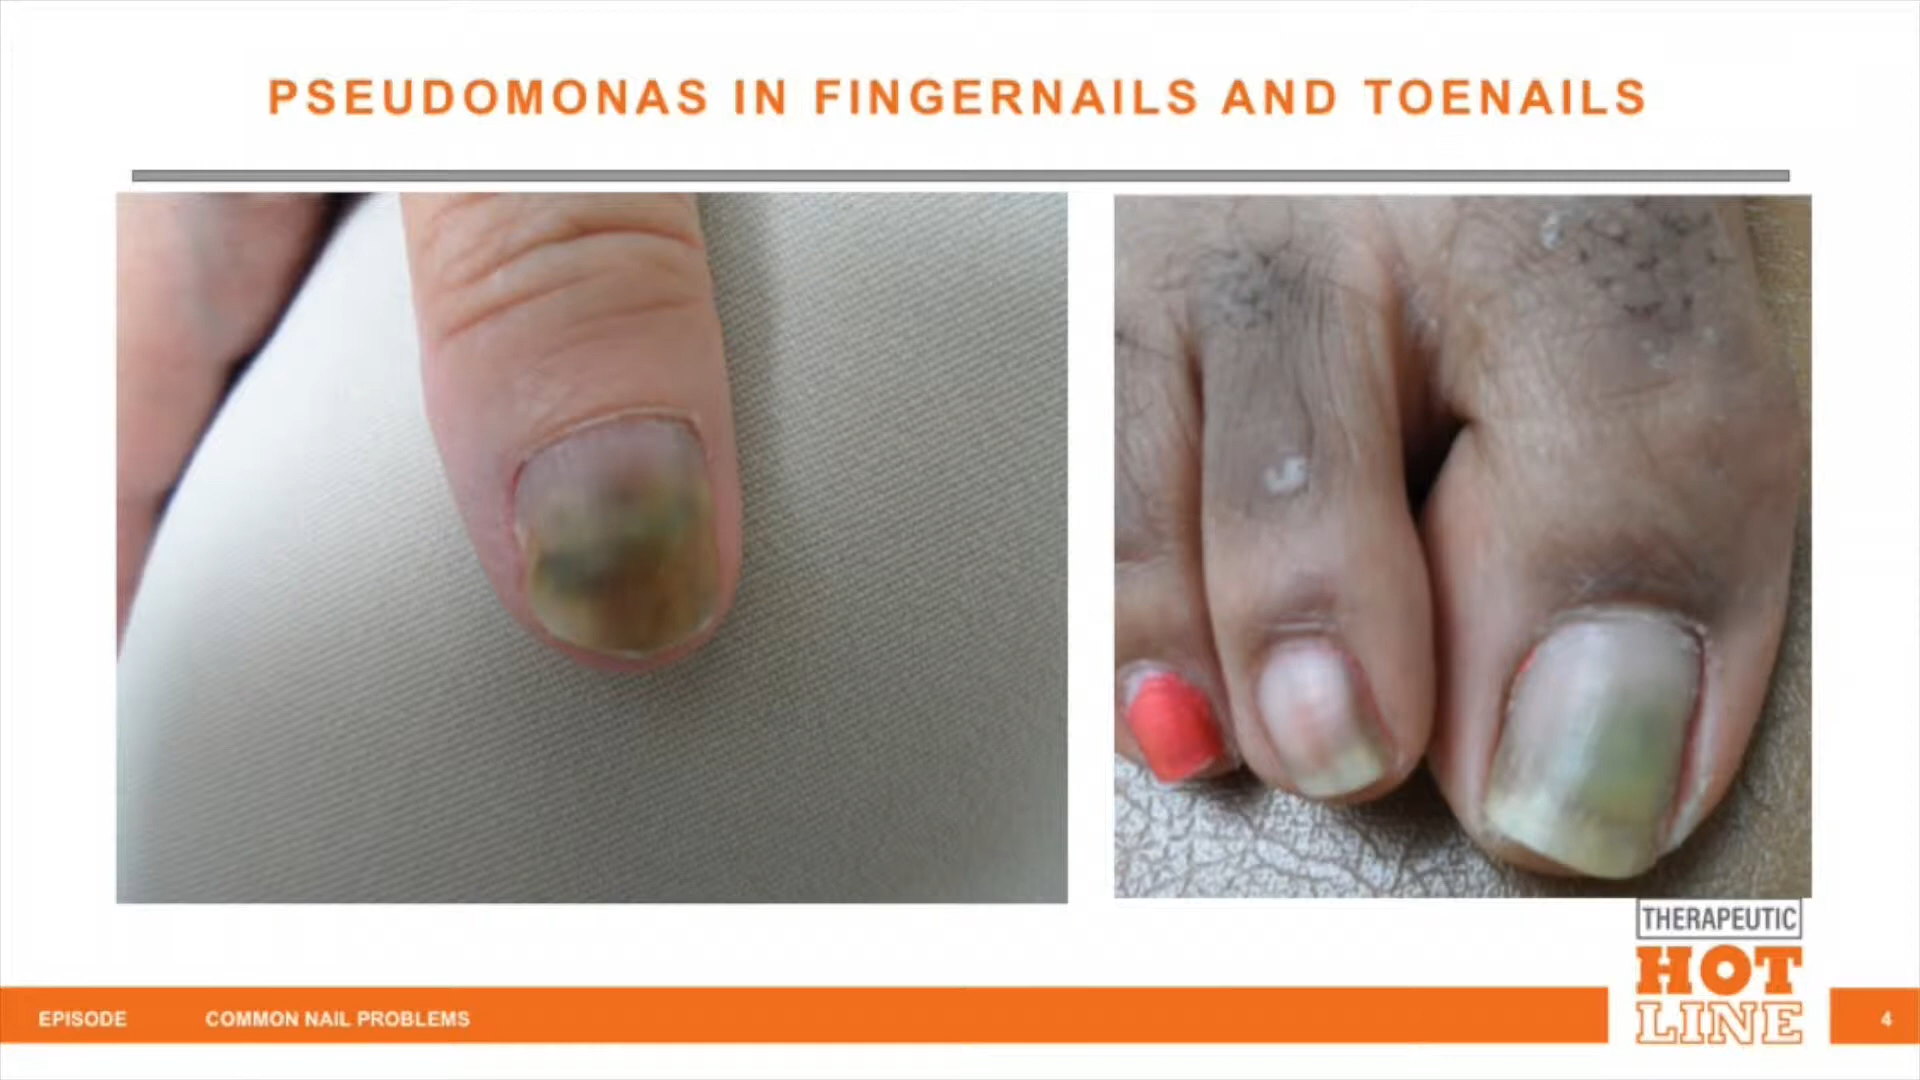 PSEUDOMONAS IN FINGERNAILS AND TOENAILS
THERAPEUTIC
HOT
LINE
EPISODE COMMON NAIL PROBLEMS 4